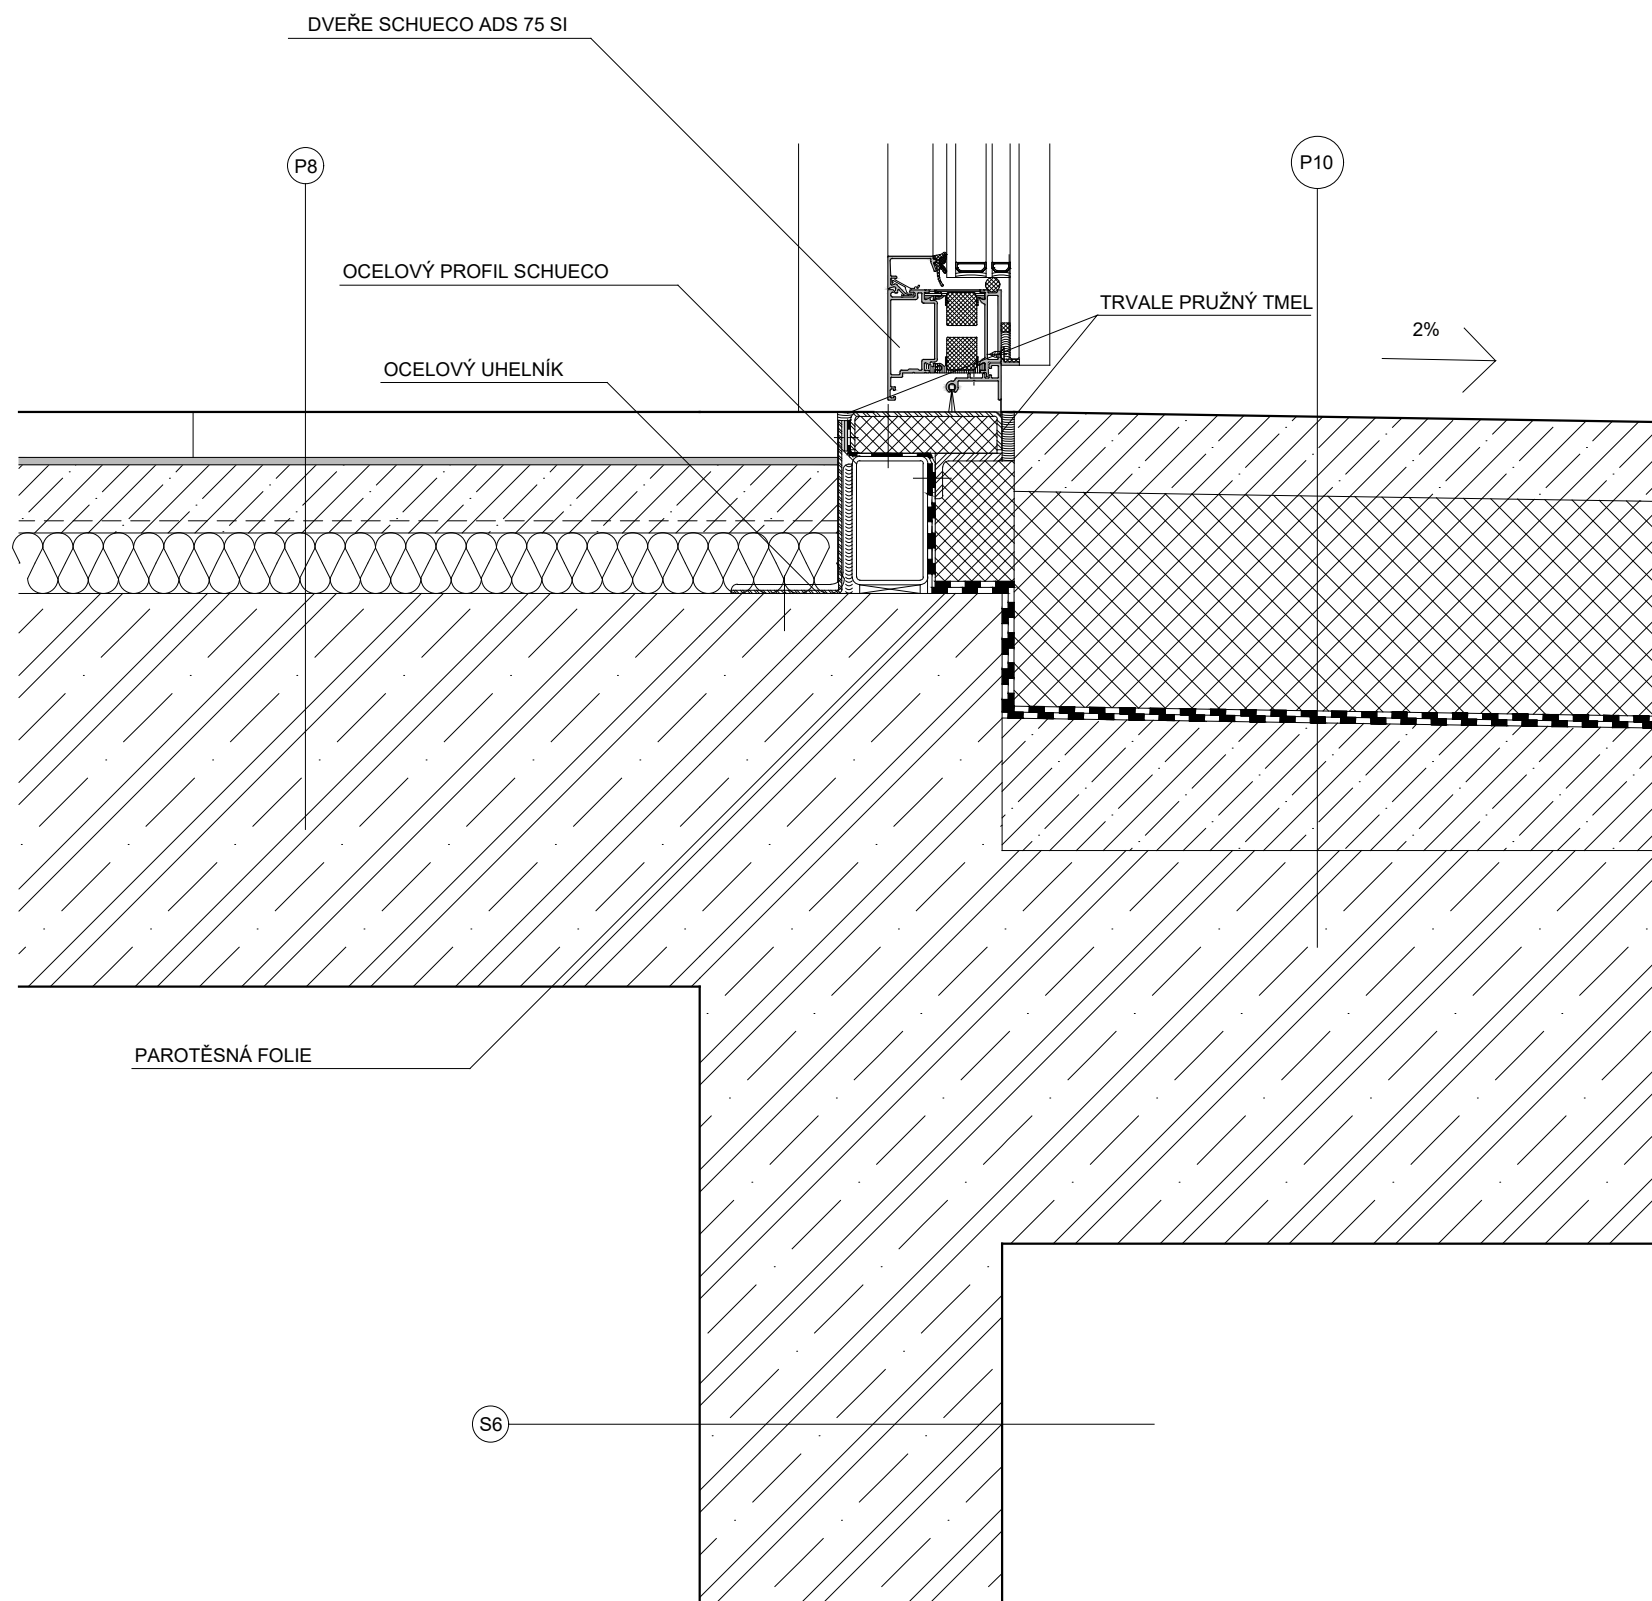 DVEŘE SCHUECO ADS 75 SI
P8
P10
OCELOVÝ PROFIL SCHUECO
TRVALE PRUŽNÝ TMEL
2%
OCELOVÝ UHELNÍK
PAROTĚSNÁ FOLIE
S6